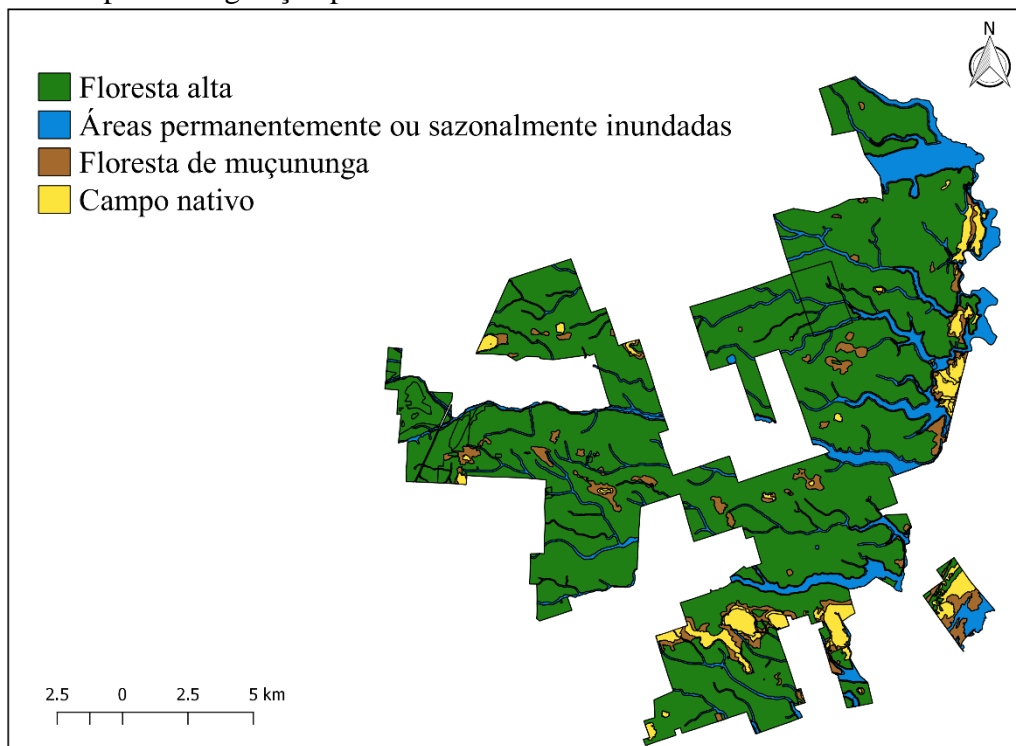 N
Floresta alta
Áreas permanentemente ou sazonalmente inundadas
Floresta de muçununga
Campo nativo
2.5 0 2.5 5 km